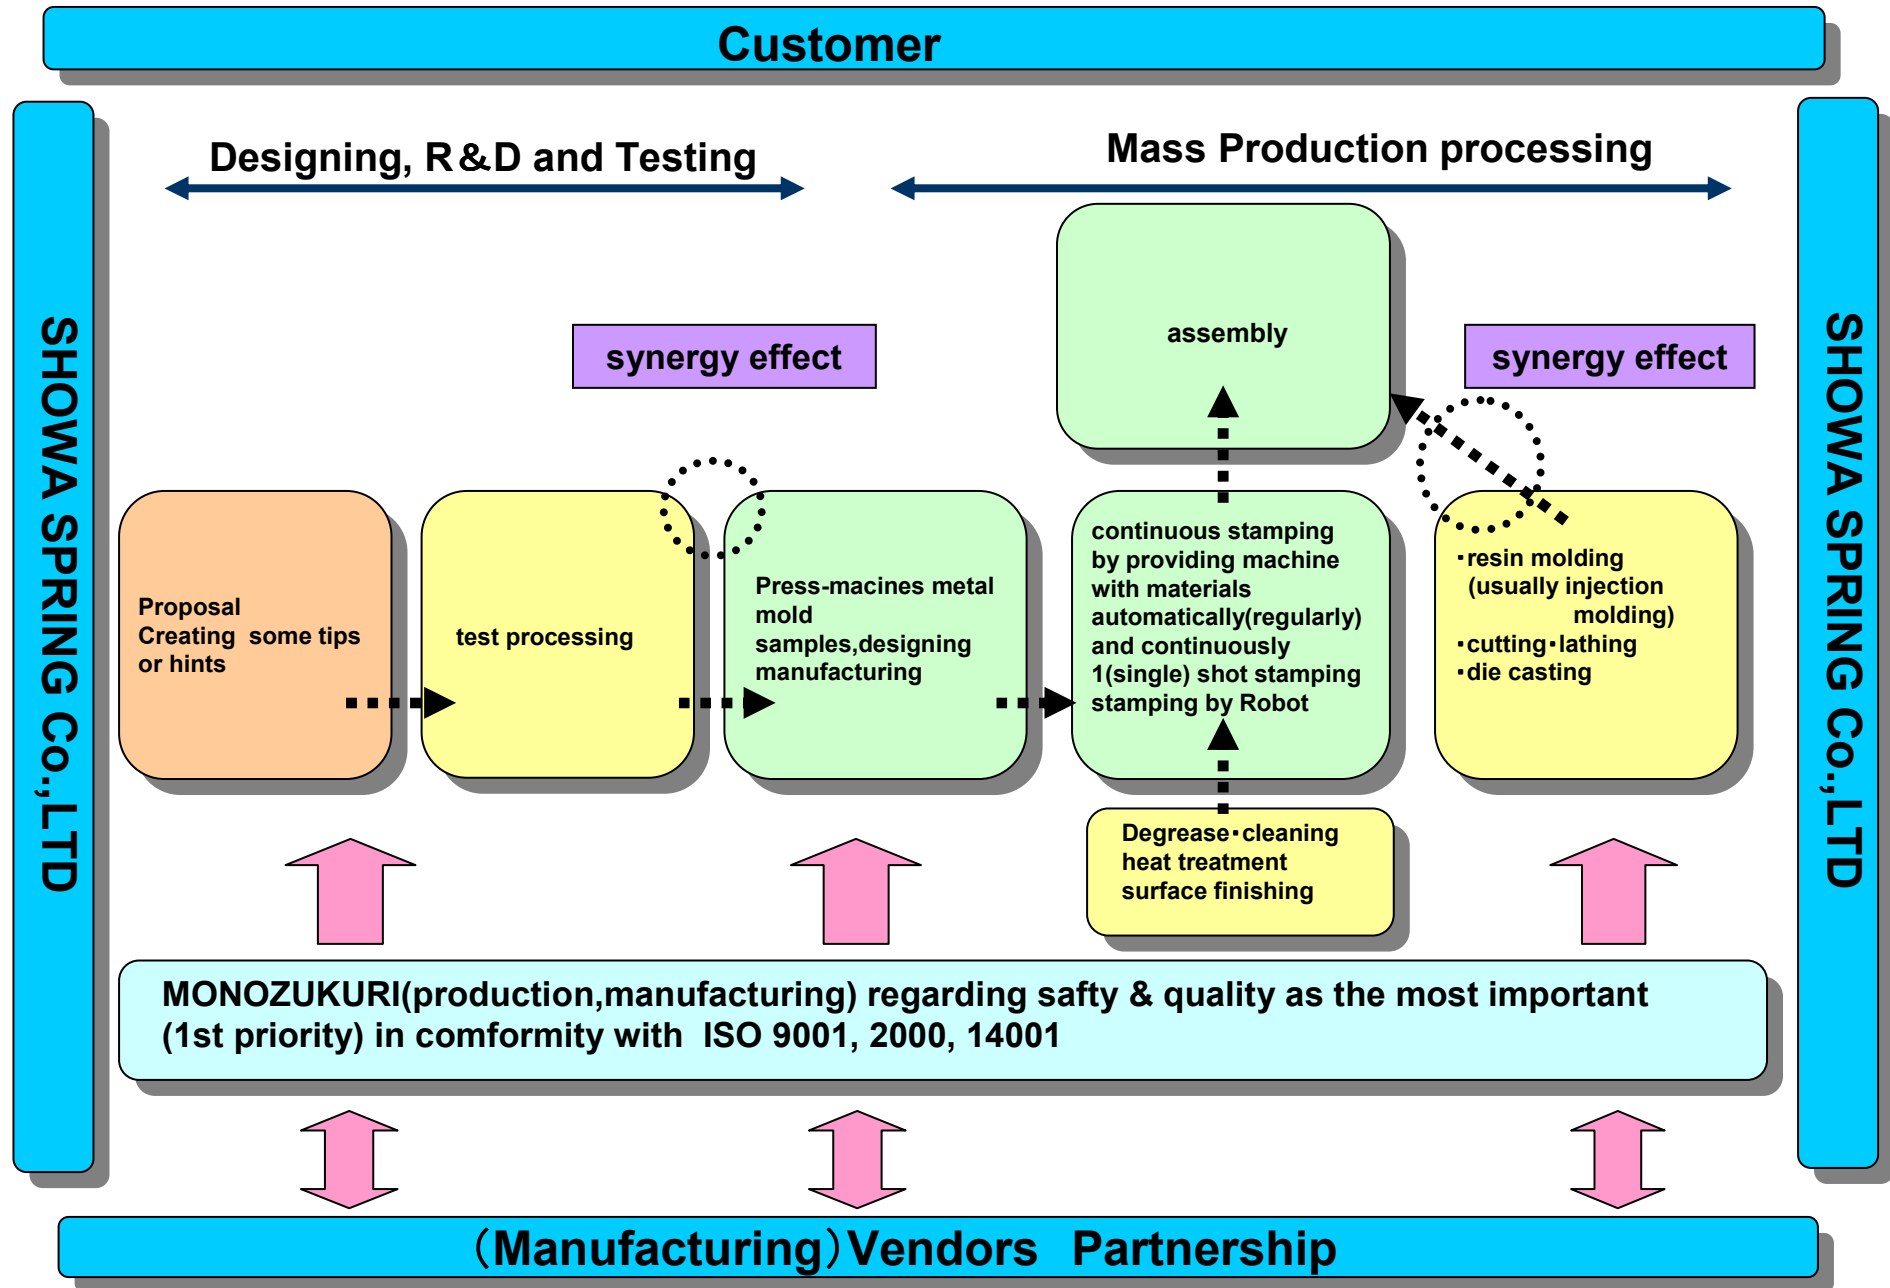 Customer
SHOWA SPRING Co.,LTD
Designing, R&D and Testing
Mass Production processing
SHOWA SPRING Co.,LTD
synergy effect
assembly
synergy effect
Proposal
Creating some tips
or hints
test processing
Press-macines metal
mold
samples,designing
manufacturing
continuous stamping
by providing machine
with materials
automatically(regularly)
and continuously
1(single) shot stamping
stamping by Robot
・resin molding
(usually injection
molding)
・cutting・lathing
・die casting
Degrease・cleaning
heat treatment
surface finishing
MONOZUKURI(production,manufacturing) regarding safty & quality as the most important
(1st priority) in comformity with ISO 9001, 2000, 14001
（Manufacturing）Vendors Partnership